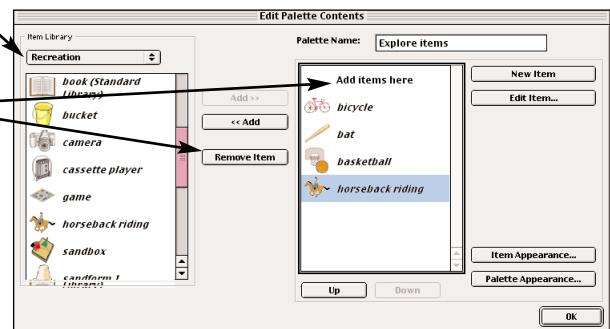 Edit Palette Contents
Item Library
Recreation
book (Standard
Library)
bucket
camera
cassette player
game
horseback riding
sandbox
sandform 1
Library)
Add >>
<< Add
Remove Item
Palette Name:
Explore items
Add items here
bicycle
bat
basketball
horseback riding
Up
Down
New Item
Edit Item...
Item Appearance...
Palette Appearance...
OK